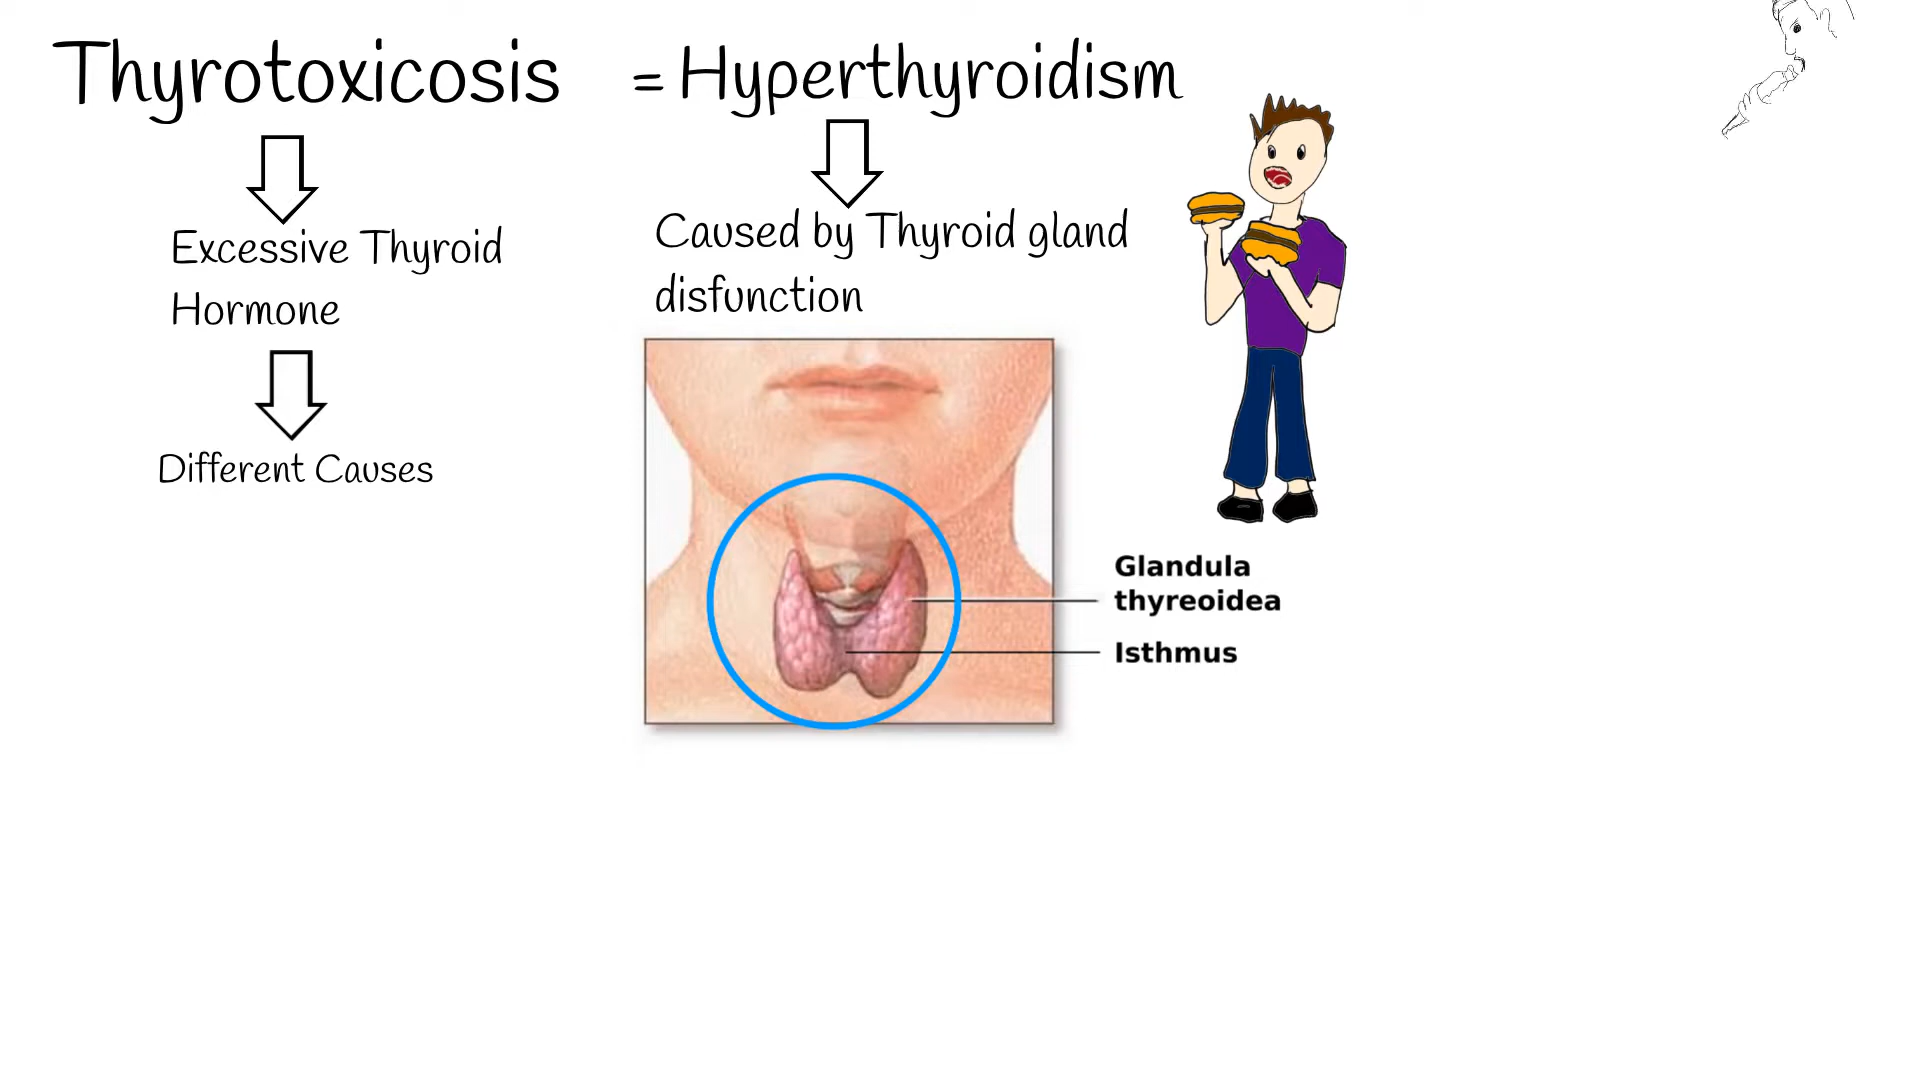 Thyrotoxicosis = Hyperthyroidism
Excessive Thyroid
Hormone
Different Causes
Caused by Thyroid gland
disfunction
Glandula
thyreoidea
Isthmus